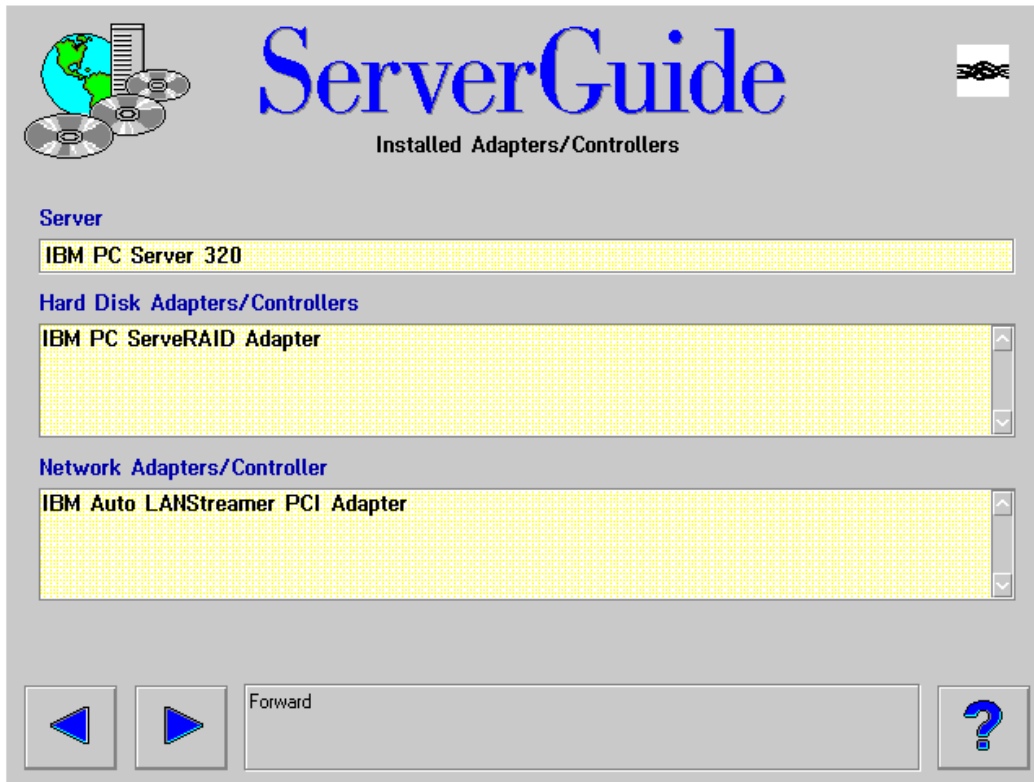 ServerGuide
Installed Adapters/Controllers
Server
IBM PC Server 320
Hard Disk Adapters/Controllers
IBM PC ServeRAID Adapter
Network Adapters/Controller
IBM Auto LANStreamer PCI Adapter
Forward
?